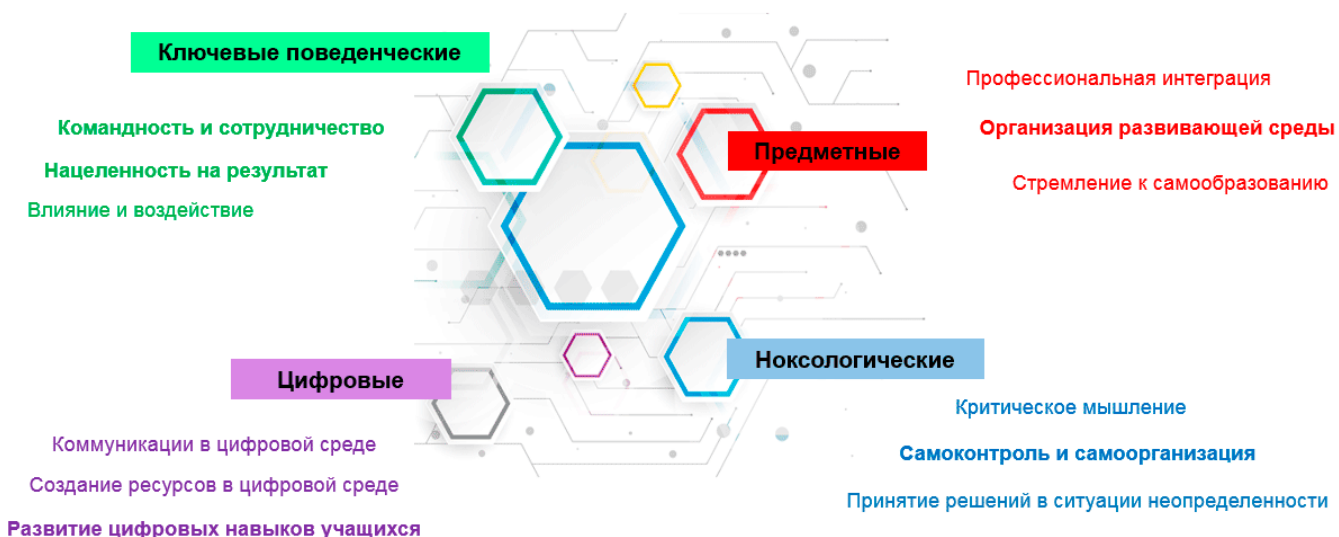 Ключевые поведенческие
Командность и сотрудничество
Нацеленность на результат
Влияние и воздействие
Предметные
Профессиональная интеграция
Организация развивающей среды
Стремление к самообразованию
Цифровые
Коммуникации в цифровой среде
Создание ресурсов в цифровой среде
Развитие цифровых навыков учащихся
Ноксологические
Критическое мышление
Самоконтроль и самоорганизация
Принятие решений в ситуации неопределенности